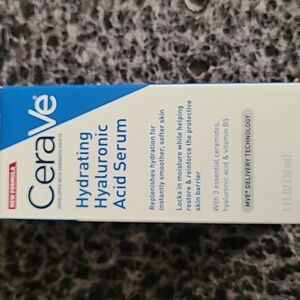 NEW FORMULA
CeraVe
DEVELOPED WITH DERMATOLOGISTS
Hydrating
Hyaluronic
Acid Serum
Replenishes hydration for
instantly smoother, softer skin
Locks in moisture while helping
restore & reinforce the protective
skin barrier
With 3 essential ceramides,
hyaluronic acid & vitamin B5
MVE® DELIVERY TECHNOLOGY
1 FL OZ (30 ml)